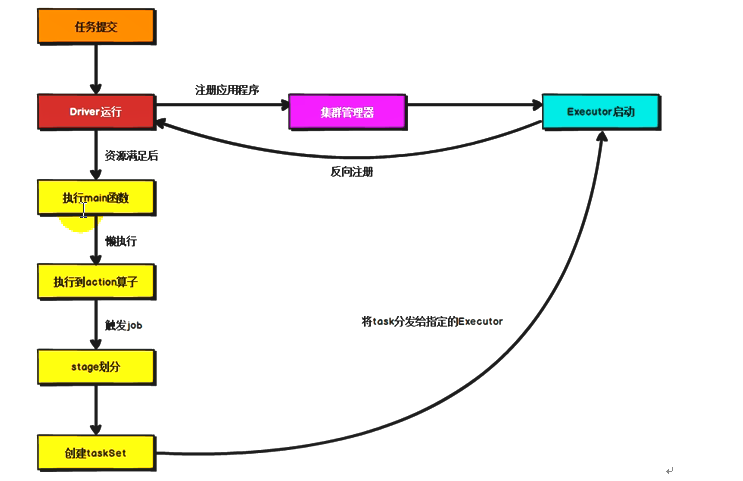 任务提交
Driver运行
注册应用程序
集群管理器
Executor启动
反向注册
资源满足后
执行main函数
懒执行
执行到action算子
触发job
将task分发给指定的Executor
stage划分
创建taskSet